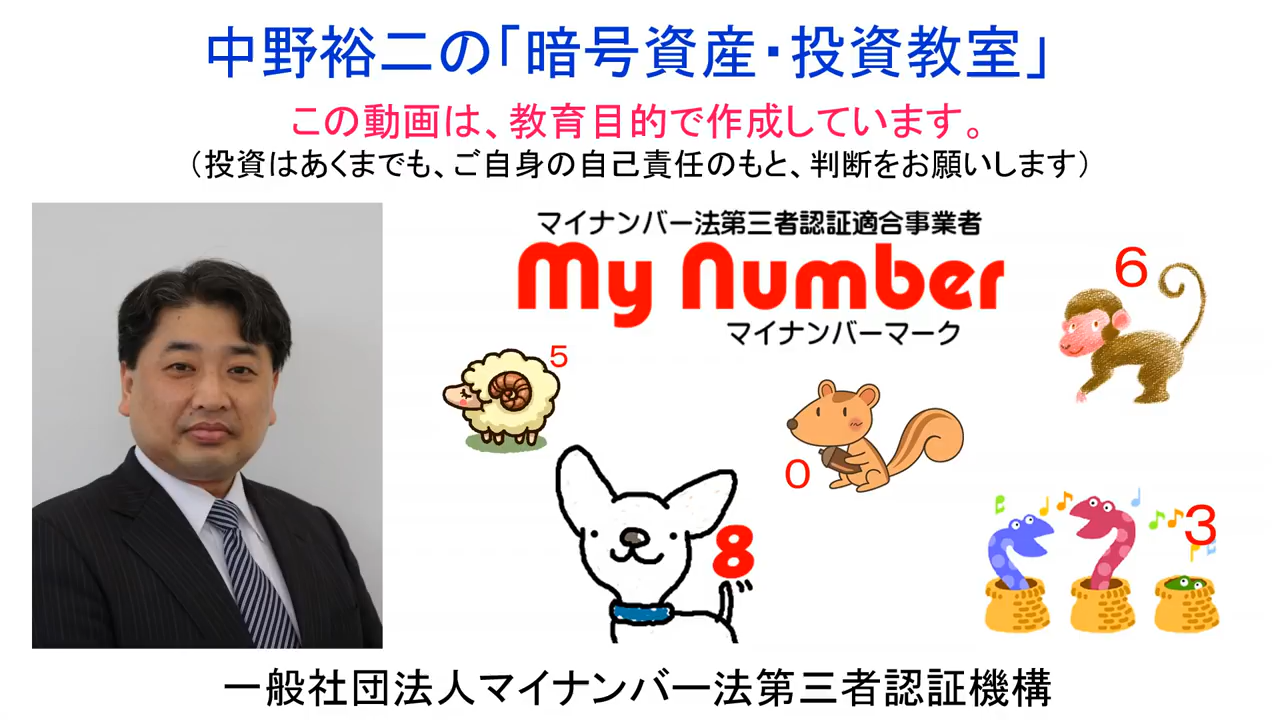 中野裕二の「暗号資産・投資教室」
この動画は、教育目的で作成しています。
（投資はあくまでも、ご自身の自己責任のもと、判断をお願いします）
マイナンバー法第三者認証適合事業者
My Number
マイナンバーマーク
6
5
0
8
3
一般社団法人マイナンバー法第三者認証機構